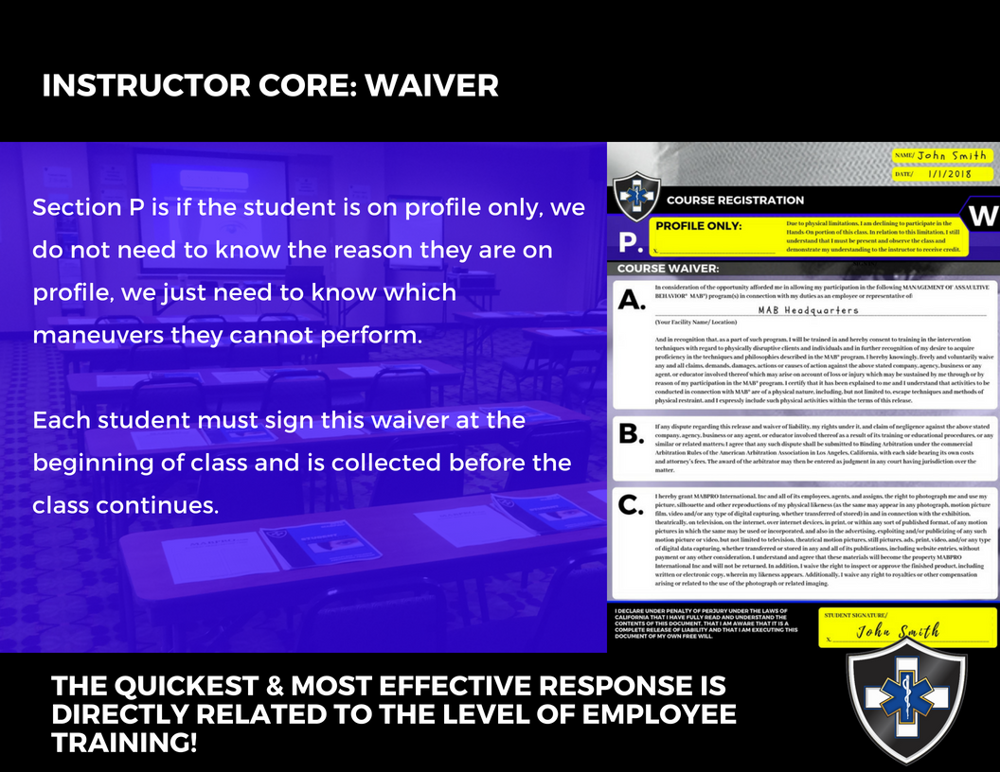 INSTRUCTOR CORE: WAIVER
Section P is if the student is on profile only, we
do not need to know the reason they are on
profile, we just need to know which
maneuvers they cannot perform.
Each student must sign this waiver at the
beginning of class and is collected before the
class continues.
NAME/ John Smith
DATE/ 1/1/2018
COURSE REGISTRATION
W
P.
PROFILE ONLY:
X.
Due to physical limitations, I am declining to participate in the
Hands-On portion of this class. In relation to this limitation, I still
understand that I must be present and observe the class and
demonstrate my understanding to the instructor to receive credit.
COURSE WAIVER:
A.
In consideration of the opportunity afforded me in allowing my participation in the following MANAGEMENT OF ASSAULTIVE
BEHAVIOR® MAB®) program(s) in connection with my duties as an employee or representative of:
MAB Headquarters
(Your Facility Name/ Location)
And in recognition that, as a part of such program, I will be trained in and hereby consent to training in the intervention
techniques with regard to physically disruptive clients and individuals and in further recognition of my desire to acquire
proficiency in the techniques and philosophies described in the MAB® program, I hereby knowingly, freely and voluntarily waive
any and all claims, demands, damages, actions or causes of action against the above stated company, agency, business or any
agent, or educator involved thereof which may arise on account of loss or injury which may be sustained by me through or by
reason of my participation in the MAB® program. I certify that it has been explained to me and I understand that activities to be
conducted in connection with MAB® are of a physical nature, including, but not limited to, escape techniques and methods of
physical restraint, and I expressly include such physical activities within the terms of this release.
B.
If any dispute regarding this release and waiver of liability, my rights under it, and claim of negligence against the above stated
company, agency, business or any agent, or educator involved thereof as a result of its training or educational procedures, or any
similar or related matters; I agree that any such dispute shall be submitted to Binding Arbitration under the commercial
Arbitration Rules of the American Arbitration Association in Los Angeles, California, with each side bearing its own costs
and attorney's fees. The award of the arbitrator may then be entered as judgment in any court having jurisdiction over the
matter.
C.
I hereby grant MABPRO International, Inc and all of its employees, agents, and assigns, the right to photograph me and use my
picture, silhouette and other reproductions of my physical likeness (as the same may appear in any photograph, motion picture
film, video and/or any type of digital capturing, whether transferred of stored) in and in connection with the exhibition,
theatrically, on television, on the internet, over internet devices, in print, or within any sort of published format, of any motion
pictures in which the same may be used or incorporated, and also in the advertising, exploiting and/or publicizing of any such
motion picture or video, but not limited to television, theatrical motion pictures, still pictures, ads, print, video, and/or any type
of digital data capturing, whether transferred or stored in any and all of its publications, including website entries, without
payment or any other consideration. I understand and agree that these materials will become the property MABPRO
International Inc and will not be returned. In addition, I waive the right to inspect or approve the finished product, including
written or electronic copy, wherein my likeness appears. Additionally, I waive any right to royalties or other compensation
arising or related to the use of the photograph or related imaging.
I DECLARE UNDER PENALTY OF PERJURY UNDER THE LAWS OF
CALIFORNIA THAT I HAVE FULLY READ AND UNDERSTAND THE
CONTENTS OF THIS DOCUMENT, THAT I AM AWARE THAT IT IS A
COMPLETE RELEASE OF LIABILITY AND THAT I AM EXECUTING THIS
DOCUMENT OF MY OWN FREE WILL.
STUDENT SIGNATURE/
X. John Smith
THE QUICKEST & MOST EFFECTIVE RESPONSE IS
DIRECTLY RELATED TO THE LEVEL OF EMPLOYEE
TRAINING!